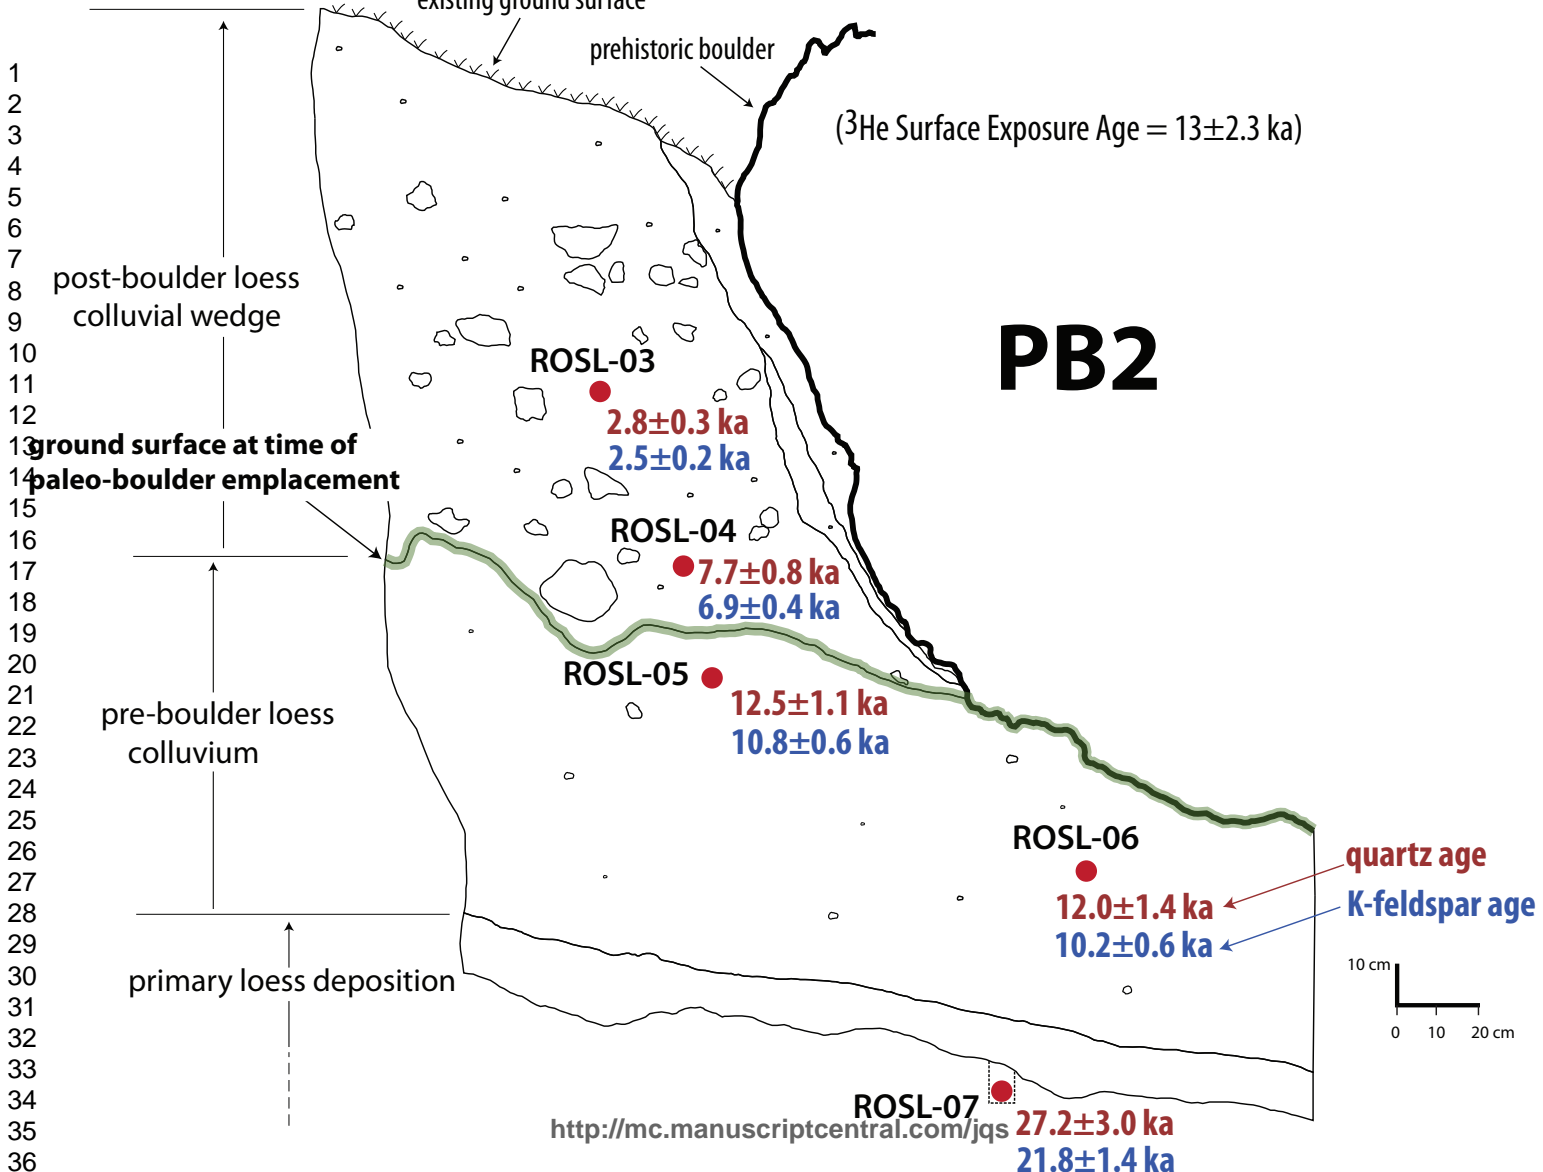 existing ground surface
prehistoric boulder
(³He Surface Exposure Age = 13±2.3 ka)
1
2
3
4
5
6
7
8
9
10
11
12
13
14
15
16
17
18
19
20
21
22
23
24
25
26
27
28
29
30
31
32
33
34
35
36
post-boulder loess
colluvial wedge
PB2
ROSL-03
2.8±0.3 ka
2.5±0.2 ka
ground surface at time of
paleo-boulder emplacement
ROSL-04
7.7±0.8 ka
6.9±0.4 ka
ROSL-05
12.5±1.1 ka
10.8±0.6 ka
pre-boulder loess
colluvium
ROSL-06
12.0±1.4 ka
10.2±0.6 ka
quartz age
K-feldspar age
primary loess deposition
10 cm
0 10 20 cm
ROSL-07
27.2±3.0 ka
21.8±1.4 ka
http://mc.manuscriptcentral.com/jqs